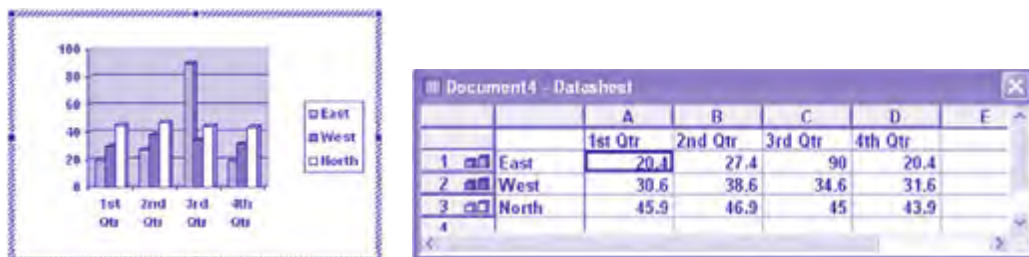 100
80
60
40
20
0
1st Qtr 2nd Qtr 3rd Qtr 4th Qtr
East
West
North
Document4 - Datasheet
A B C D E
1st Qtr 2nd Qtr 3rd Qtr 4th Qtr
1 East 20.4 27.4 90 20.4
2 West 30.6 38.6 34.6 31.6
3 North 45.9 46.9 45 43.9
4